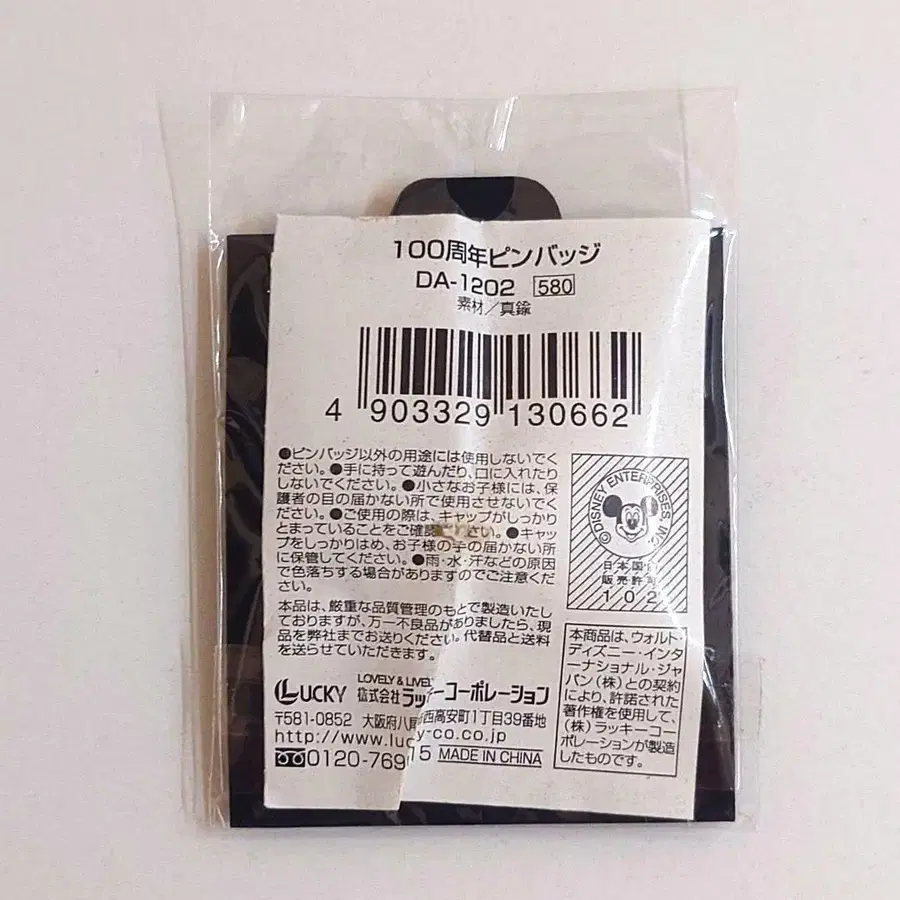 100周年ピンバッジ
DA-1202 580
素材/真鍮
4 903329 130662
●ピンバッジ以外の用途には使用しないでく
ださい。●手に持って遊んだり、口に入れたり
しないでください。●小さなお子様には、保
護者の目の届かない所で使用させないでく
ださい。●ご使用の際は、キャップがしっかり
とまっていることをご確認ください。●キャッ
プをしっかりはめ、お子様の手の届かない所
に保管してください。●雨・水・汗などの原因
で色落ちする場合がありますのでご注意くだ
さい。
本品は、厳重な品質管理のもとで製造いたし
ておりますが、万一不良品がありましたら、現
品を弊社までお送りください。代替品と送料
を送らせていただきます。
©DISNEY ENTERPRISES, INC.
日本国内
販売許可
102
本商品は、ウォルト・
ディズニー・インタ
ーナショナル・ジャ
パン(株)との契約
により、許諾された
著作権を使用して、
(株)ラッキーコー
ポレーションが製造
したものです。
LOVELY & LIVELY
LUCKY 株式会社ラッキーコーポレーション
〒581-0852 大阪府八尾市西高安町1丁目39番地
http://www.lucky-co.co.jp
0120-769 15 MADE IN CHINA